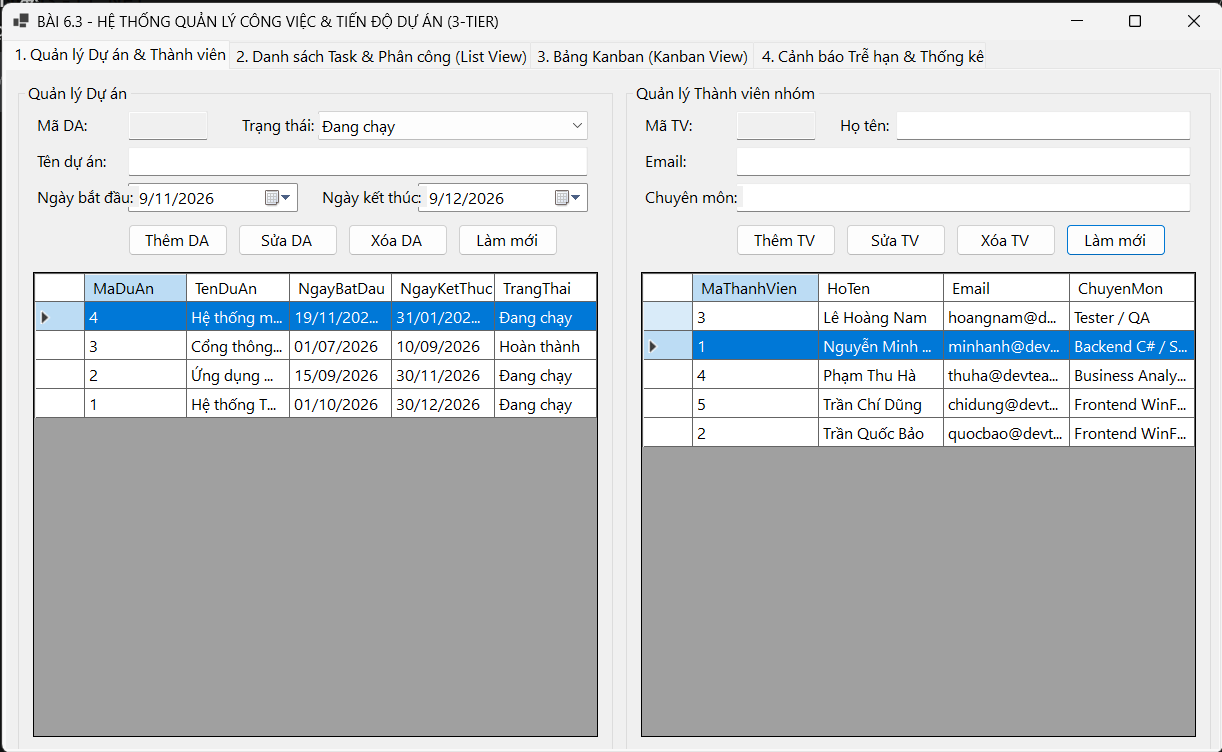 BÀI 6.3 - HỆ THỐNG QUẢN LÝ CÔNG VIỆC & TIẾN ĐỘ DỰ ÁN (3-TIER)
1. Quản lý Dự án & Thành viên 2. Danh sách Task & Phân công (List View) 3. Bảng Kanban (Kanban View) 4. Cảnh báo Trễ hạn & Thống kê
Quản lý Dự án
Mã DA: Trạng thái: Đang chạy
Tên dự án:
Ngày bắt đầu: 9/11/2026 Ngày kết thúc: 9/12/2026
Thêm DA Sửa DA Xóa DA Làm mới
MaDuAn TenDuAn NgayBatDau NgayKetThuc TrangThai
4 Hệ thống m... 19/11/202... 31/01/202... Đang chạy
3 Cổng thông... 01/07/2026 10/09/2026 Hoàn thành
2 Ứng dụng ... 15/09/2026 30/11/2026 Đang chạy
1 Hệ thống T... 01/10/2026 30/12/2026 Đang chạy
Quản lý Thành viên nhóm
Mã TV: Họ tên:
Email:
Chuyên môn:
Thêm TV Sửa TV Xóa TV Làm mới
MaThanhVien HoTen Email ChuyenMon
3 Lê Hoàng Nam hoangnam@d... Tester / QA
1 Nguyễn Minh ... minhanh@dev... Backend C# / S...
4 Phạm Thu Hà thuha@devtea... Business Analy...
5 Trần Chí Dũng chidung@devt... Frontend WinF...
2 Trần Quốc Bảo quocbao@devt... Frontend WinF...